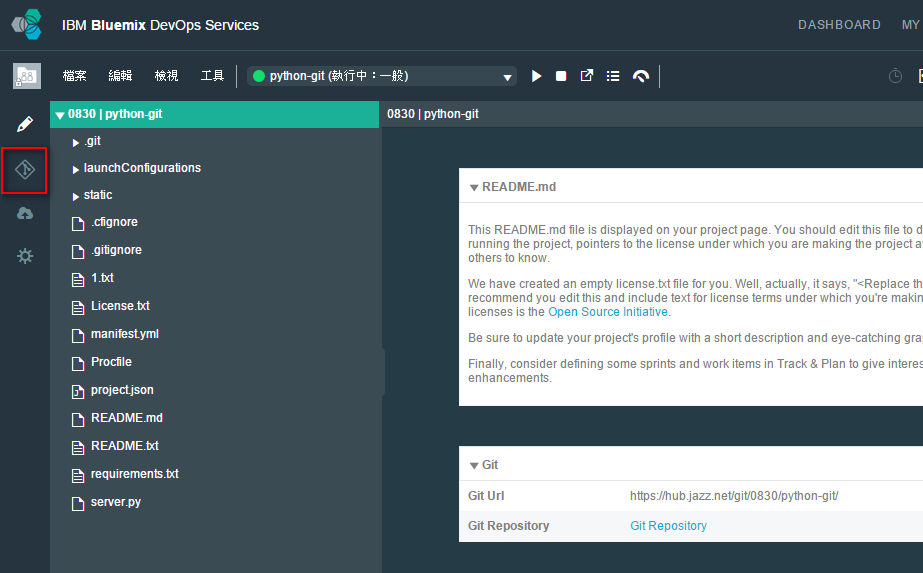 IBM Bluemix DevOps Services
DASHBOARD
MY
檔案
編輯
檢視
工具
python-git (執行中：一般)
0830 | python-git
.git
launchConfigurations
static
.cfignore
.gitignore
1.txt
License.txt
manifest.yml
Procfile
project.json
README.md
README.txt
requirements.txt
server.py
0830 | python-git
README.md
This README.md file is displayed on your project page. You should edit this file to d
running the project, pointers to the license under which you are making the project a
others to know.
We have created an empty license.txt file for you. Well, actually, it says, "<Replace th
recommend you edit this and include text for license terms under which you're makin
licenses is the Open Source Initiative.
Be sure to update your project's profile with a short description and eye-catching gra
Finally, consider defining some sprints and work items in Track & Plan to give interes
enhancements.
Git
Git Url
https://hub.jazz.net/git/0830/python-git/
Git Repository
Git Repository